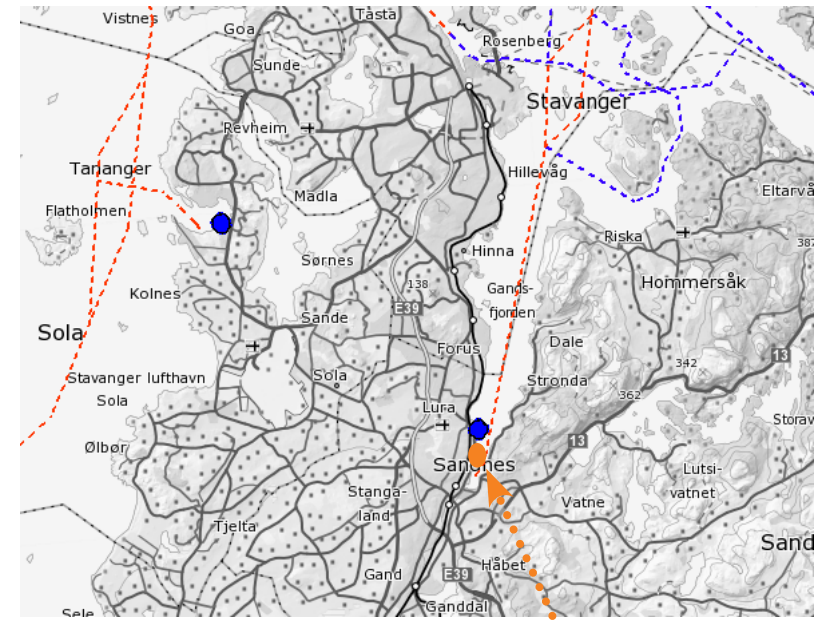 Vistnes
Goa
Tasta
Rosenberg
Sunde
Stavanger
Revheim
Tananger
Hillevåg
Madla
Eltarvå
Flatholmen
Riska
387
Hinna
Sørnes
Hommersåk
138
Gands-
fjorden
Kolnes
E39
Sande
Sola
Forus
Dale
13
342
Stavanger lufthavn
Sola
Sola
Stronda
362
Lura
Storav
Ølbør
13
Sandnes
Lutsi-
vatnet
Stanga-
land
Vatne
Tjelta
Sand
Håbet
Gand
E39
Ganddal
Sele